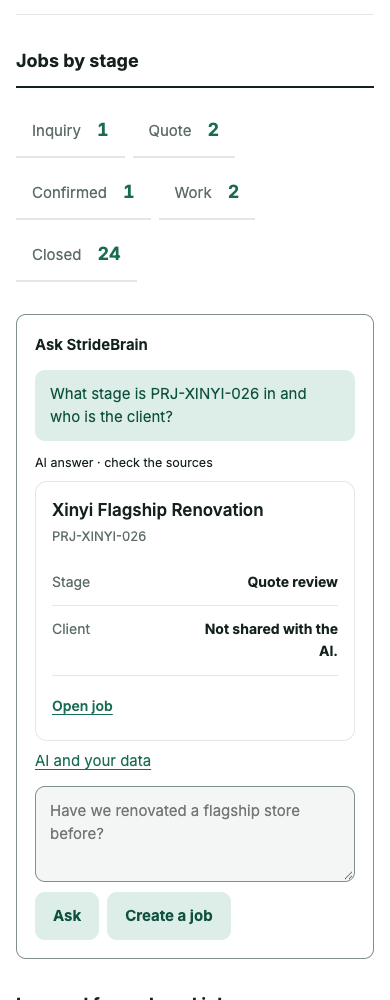 Jobs by stage
Inquiry 1 Quote 2
Confirmed 1 Work 2
Closed 24
Ask StrideBrain
What stage is PRJ-XINYI-026 in and
who is the client?
AI answer · check the sources
Xinyi Flagship Renovation
PRJ-XINYI-026
Stage Quote review
Client Not shared with the
AI.
Open job
AI and your data
Have we renovated a flagship store
before?
Ask Create a job